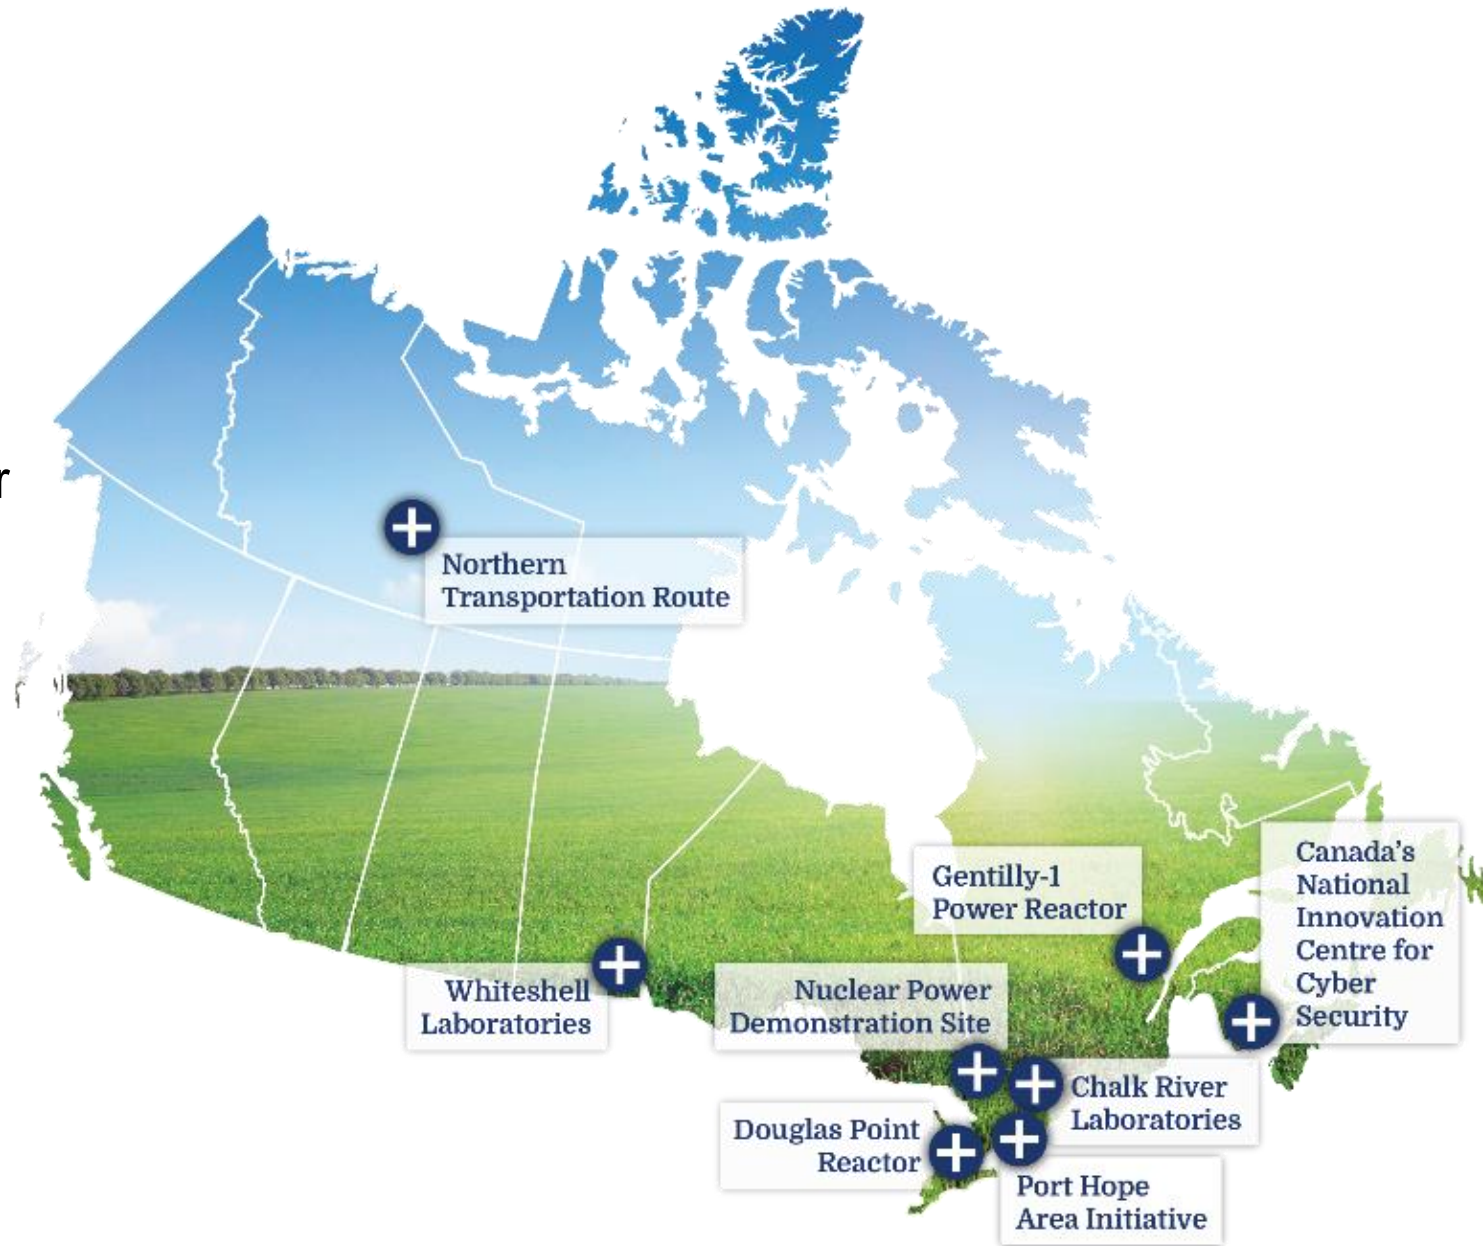 r
Northern
Transportation Route
Canada's
National
Innovation
Centre for
Cyber
Security
Gentilly-1
Power Reactor
Whiteshell
Laboratories
Nuclear Power
Demonstration Site
Chalk River
Laboratories
Douglas Point
Reactor
Port Hope
Area Initiative